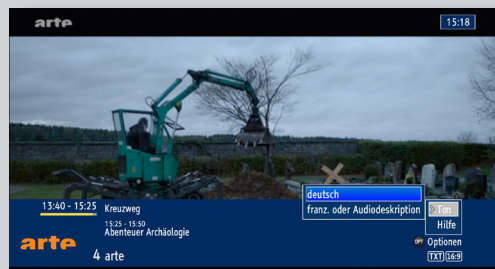 arte
15:18
deutsch
franz. oder Audiodeskription
Ton
Hilfe
OPT Optionen
TXT 16:9
13:40 - 15:25 Kreuzweg
15:25 - 15:50
Abenteuer Archäologie
arte
4 arte